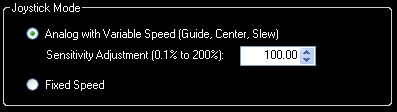 Joystick Mode
Analog with Variable Speed (Guide, Center, Slew)
Sensitivity Adjustment (0.1% to 200%): 100.00
Fixed Speed